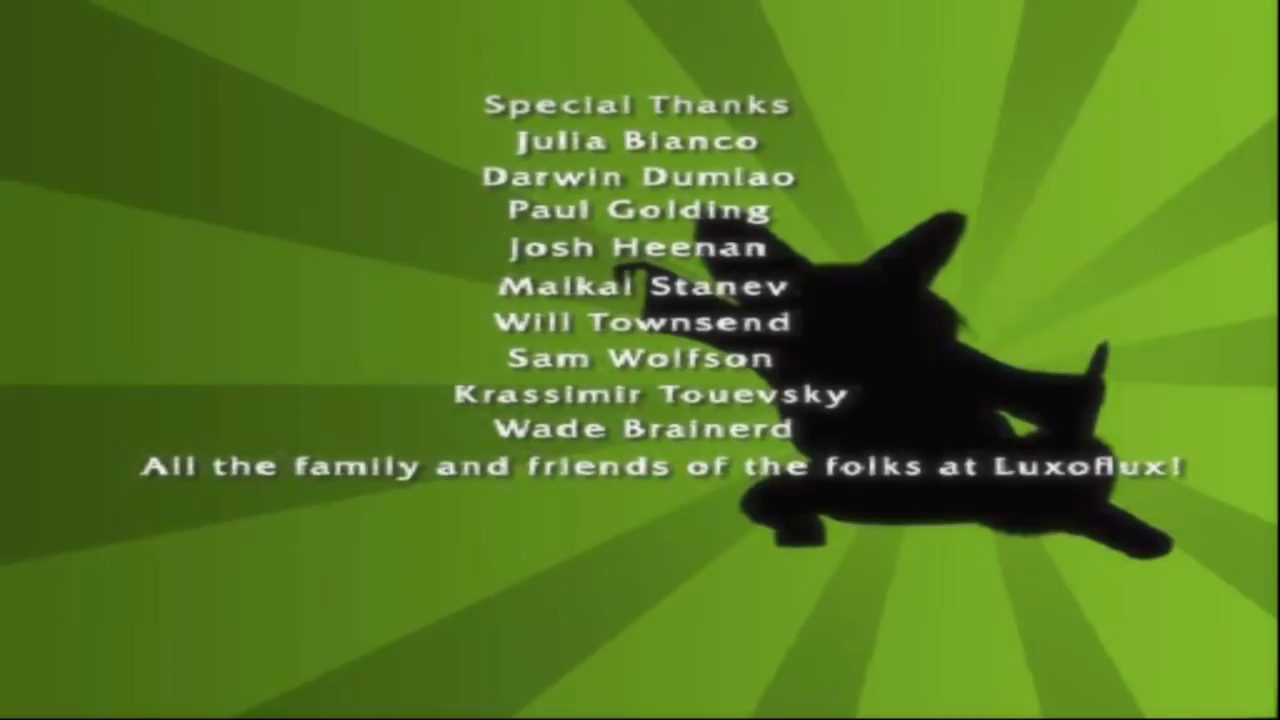 Special Thanks
Julia Bianco
Darwin Dumlao
Paul Golding
Josh Heenan
Malkal Stanev
Will Townsend
Sam Wolfson
Krassimir Touevsky
Wade Brainerd
All the family and friends of the folks at Luxoflux!